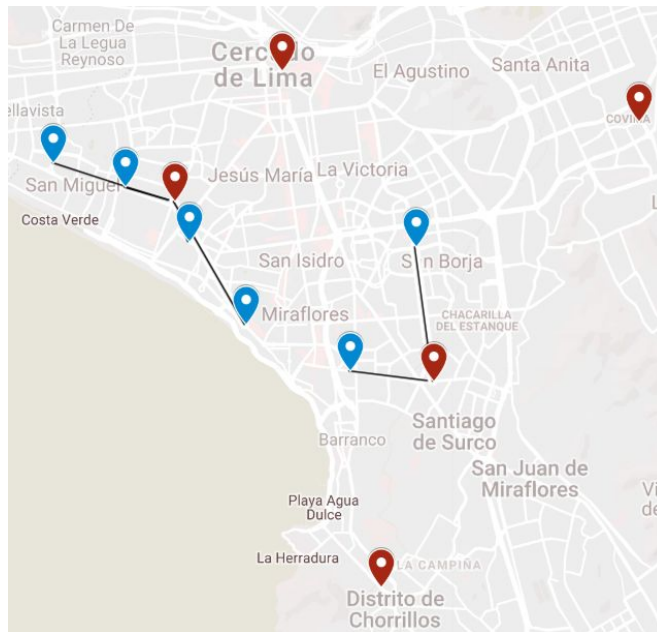 Carmen De
La Legua
Reynoso
Cercado
de Lima
El Agustino
Santa Anita
ellavista
COVIMA
San Miguel
Jesús María
La Victoria
Costa Verde
San Isidro
San Borja
Miraflores
CHACARILLA
DEL ESTANQUE
Barranco
Santiago
de Surco
San Juan de
Miraflores
Playa Agua
Dulce
La Herradura
LA CAMPIÑA
Distrito de
Chorrillos